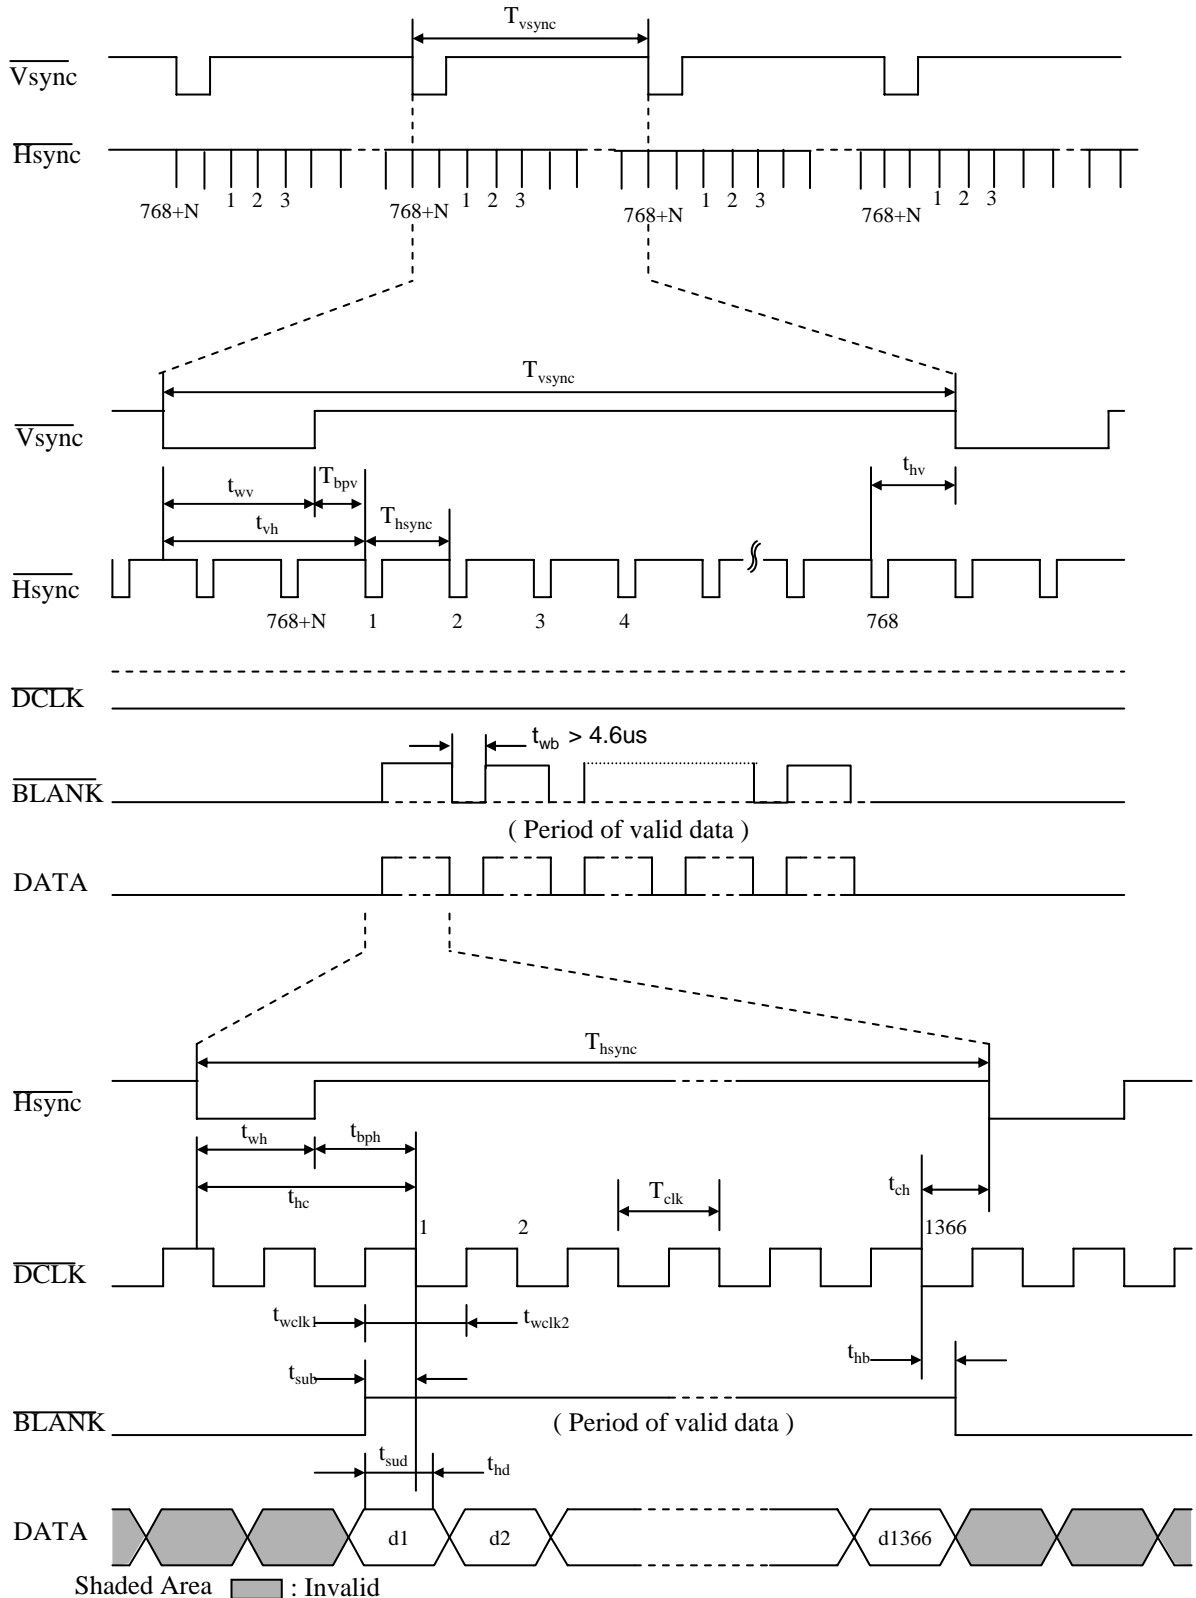 T_vsync
Vsync
Hsync
768+N 1 2 3 768+N 1 2 3 768+N 1 2 3 768+N 1 2 3
T_vsync
Vsync
t_wv T_bpv t_hv
t_vh T_hsync
Hsync
768+N 1 2 3 4 768
DCLK
t_wb > 4.6us
BLANK
( Period of valid data )
DATA
T_hsync
Hsync
t_wh t_bph
t_hc T_clk t_ch
1 2 1366
DCLK
t_wclk1 t_wclk2
t_sub t_hb
BLANK ( Period of valid data )
t_sud t_hd
DATA d1 d2 d1366
Shaded Area : Invalid